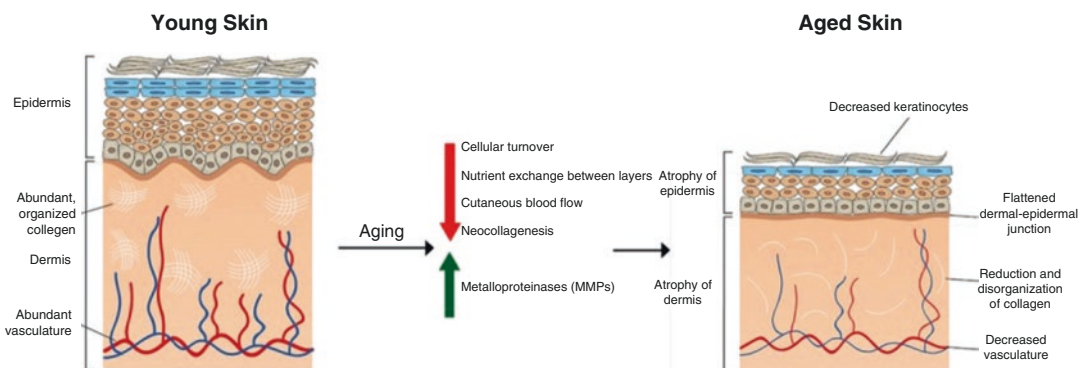 Young Skin
Aged Skin
Epidermis
Abundant,
organized
collegen
Dermis
Abundant
vasculature
Aging
Cellular turnover
Nutrient exchange between layers
Cutaneous blood flow
Neocollagenesis
Metalloproteinases (MMPs)
Decreased keratinocytes
Atrophy of
epidermis
Flattened
dermal-epidermal
junction
Atrophy of
dermis
Reduction and
disorganization
of collagen
Decreased
vasculature